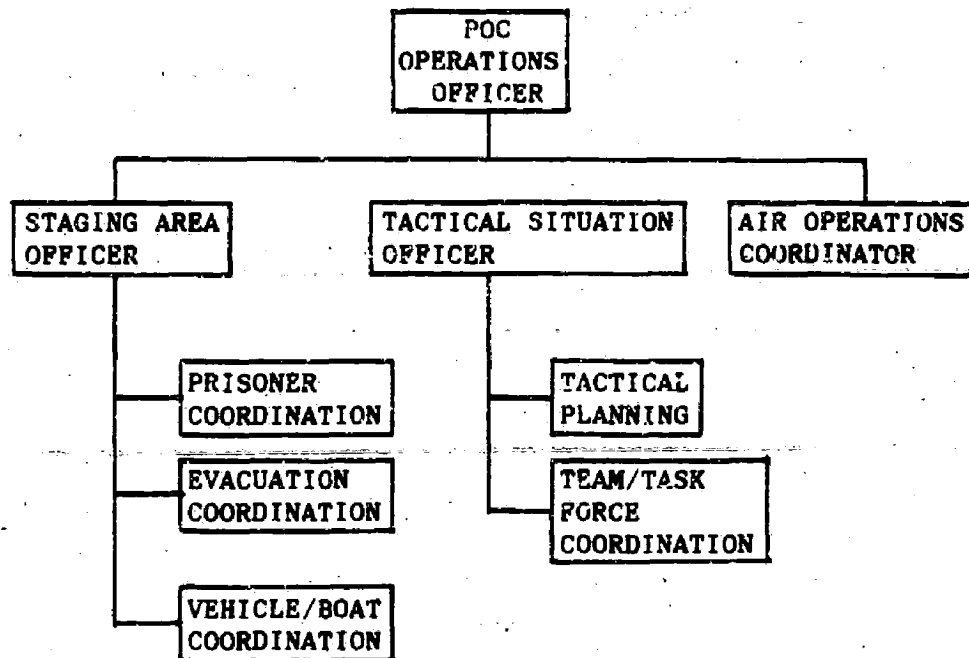 POC
OPERATIONS
OFFICER
STAGING AREA
OFFICER
TACTICAL SITUATION
OFFICER
AIR OPERATIONS
COORDINATOR
PRISONER
COORDINATION
TACTICAL
PLANNING
EVACUATION
COORDINATION
TEAM/TASK
FORCE
COORDINATION
VEHICLE/BOAT
COORDINATION